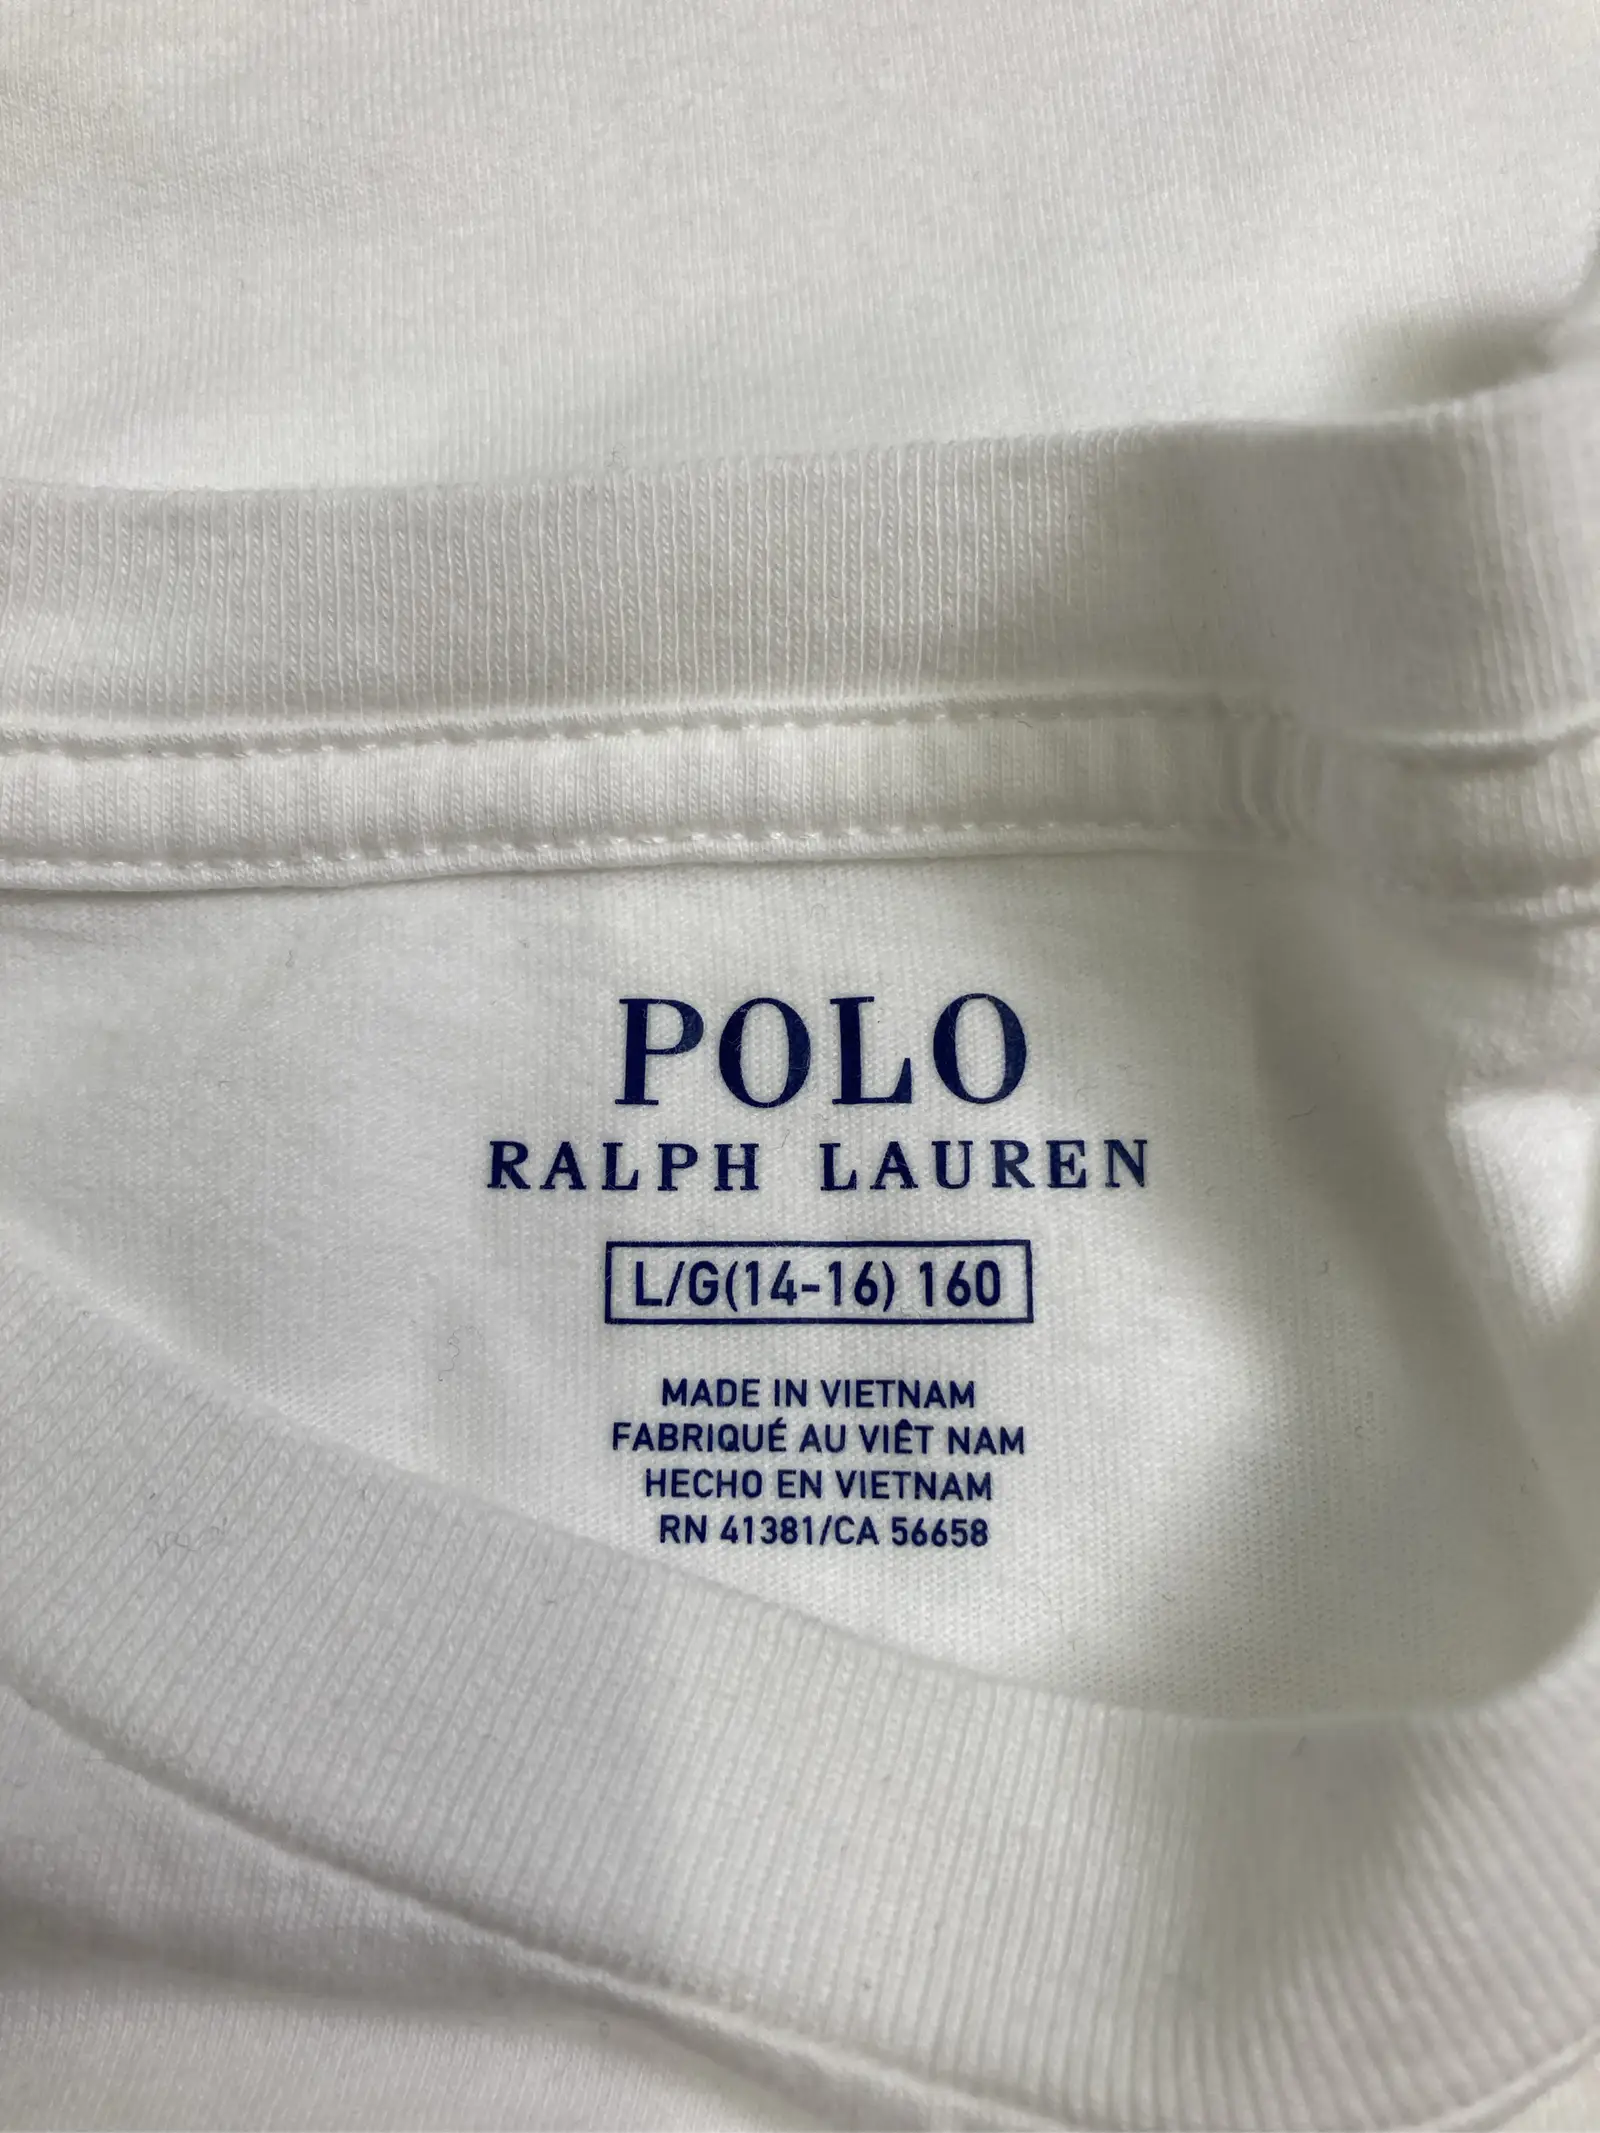 POLO
RALPH LAUREN
L/G(14-16) 160
MADE IN VIETNAM
FABRIQUÉ AU VIÊT NAM
HECHO EN VIETNAM
RN 41381/CA 56658